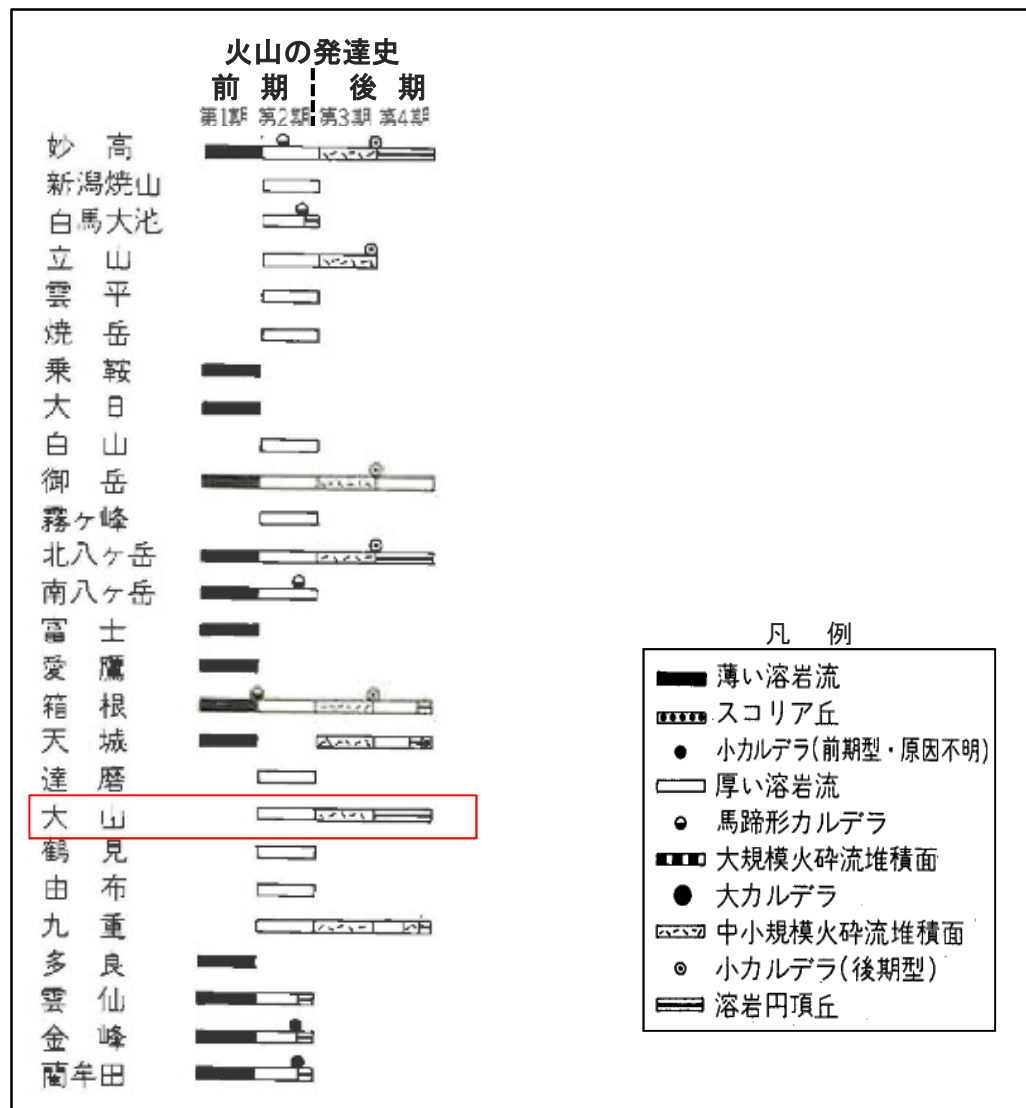 火山の発達史
前期 後期
第1期 第2期 第3期 第4期
妙高
新潟焼山
白馬大池
立山
雲平
焼岳
乗鞍
大日
白山
御岳
霧ヶ峰
北八ヶ岳
南八ヶ岳
富士
愛鷹
箱根
天城
達磨
大山
鶴見
由布
九重
多良
雲仙
金峰
藺牟田
凡例
薄い溶岩流
スコリア丘
小カルデラ(前期型・原因不明)
厚い溶岩流
馬蹄形カルデラ
大規模火砕流堆積面
大カルデラ
中小規模火砕流堆積面
小カルデラ(後期型)
溶岩円頂丘